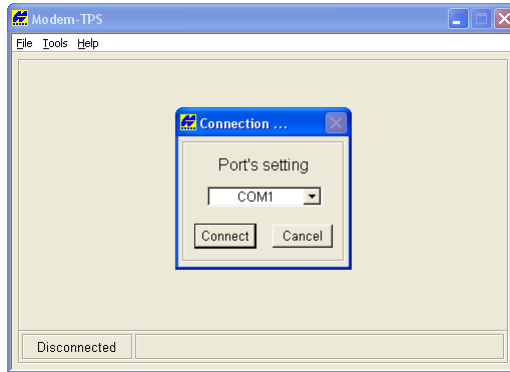 Modem-TPS
File Tools Help
Connection ...
Port's setting
COM1
Connect Cancel
Disconnected